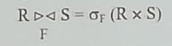 R ▷◁ S = σF (R X S)
F